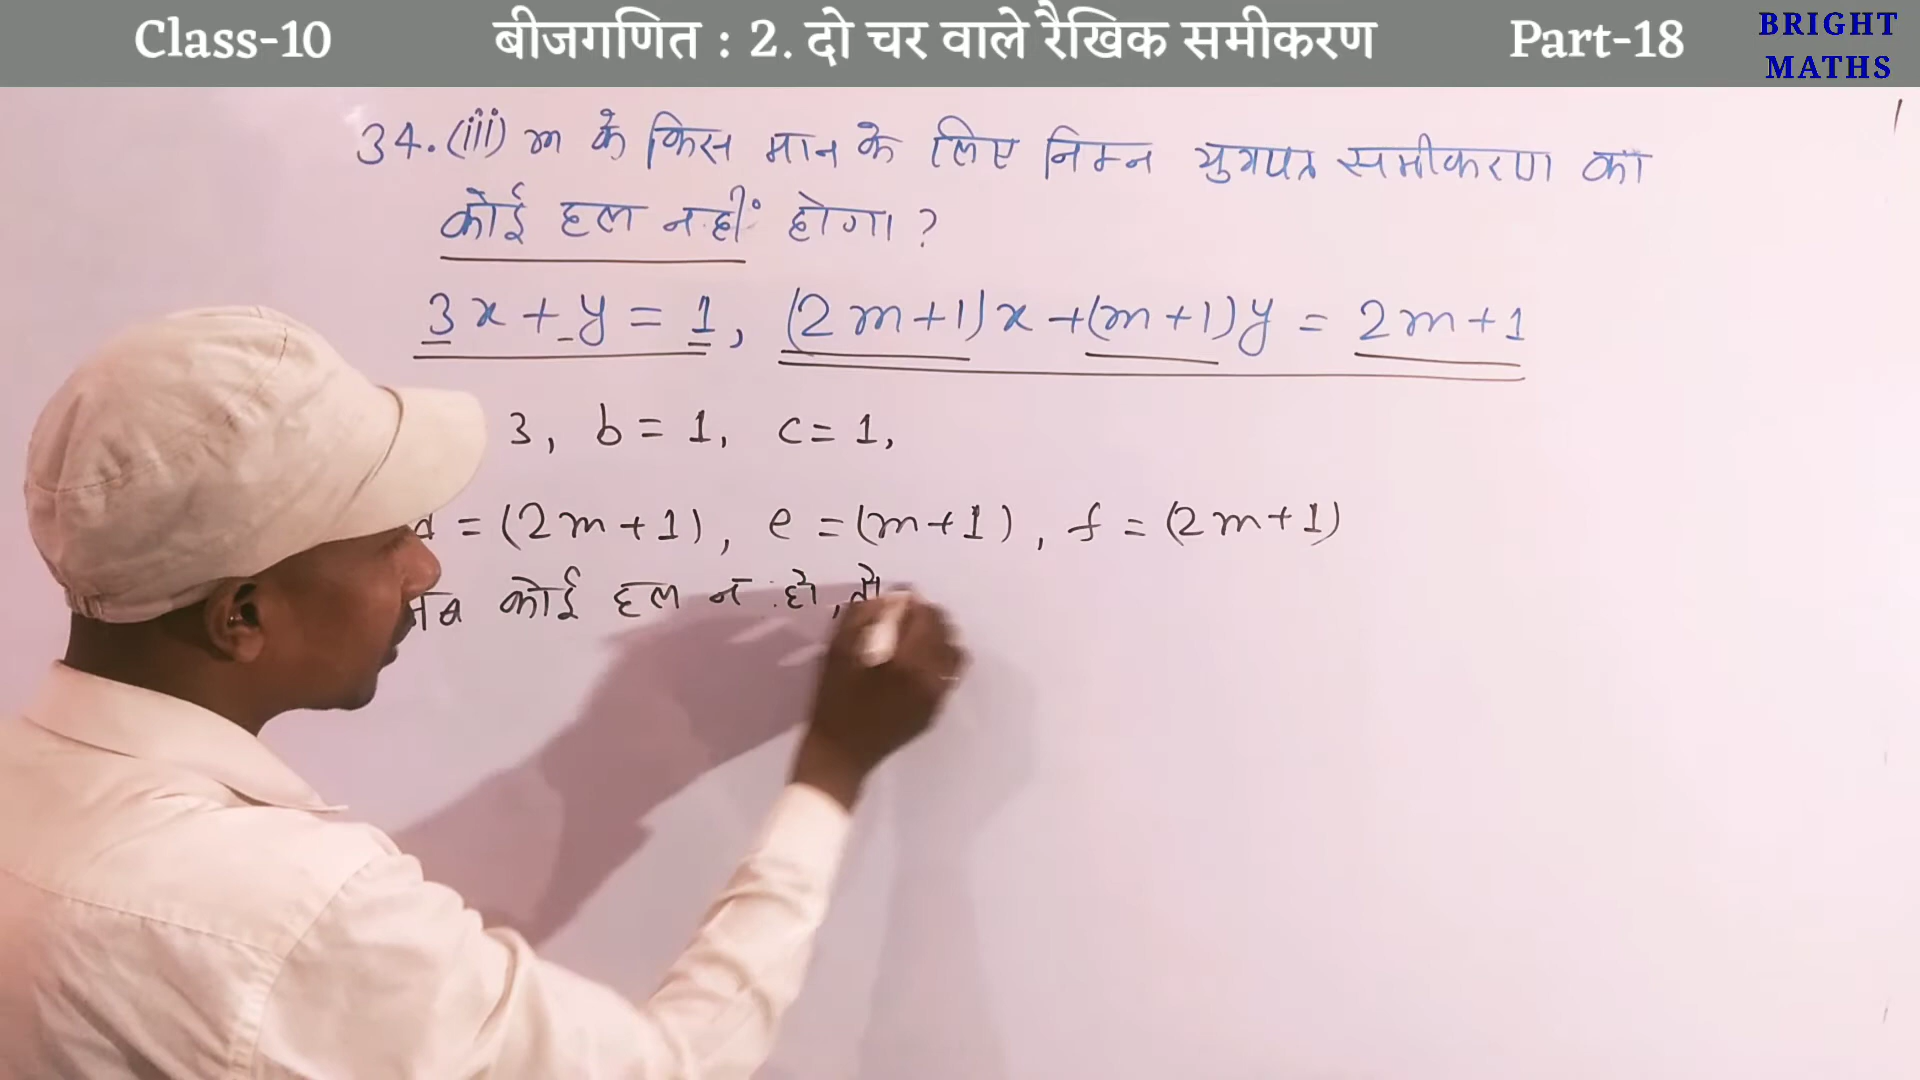 Class-10 बीजगणित : 2. दो चर वाले रैखिक समीकरण Part-18 BRIGHT MATHS
34. (iii) m के किस मान के लिए निम्न युगपत समीकरण का
कोई हल नहीं होगा ?
3x + y = 1, (2m+1)x + (m+1)y = 2m+1
3, b = 1, c = 1,
d = (2m+1), e = (m+1), f = (2m+1)
जब कोई हल न हो, तो